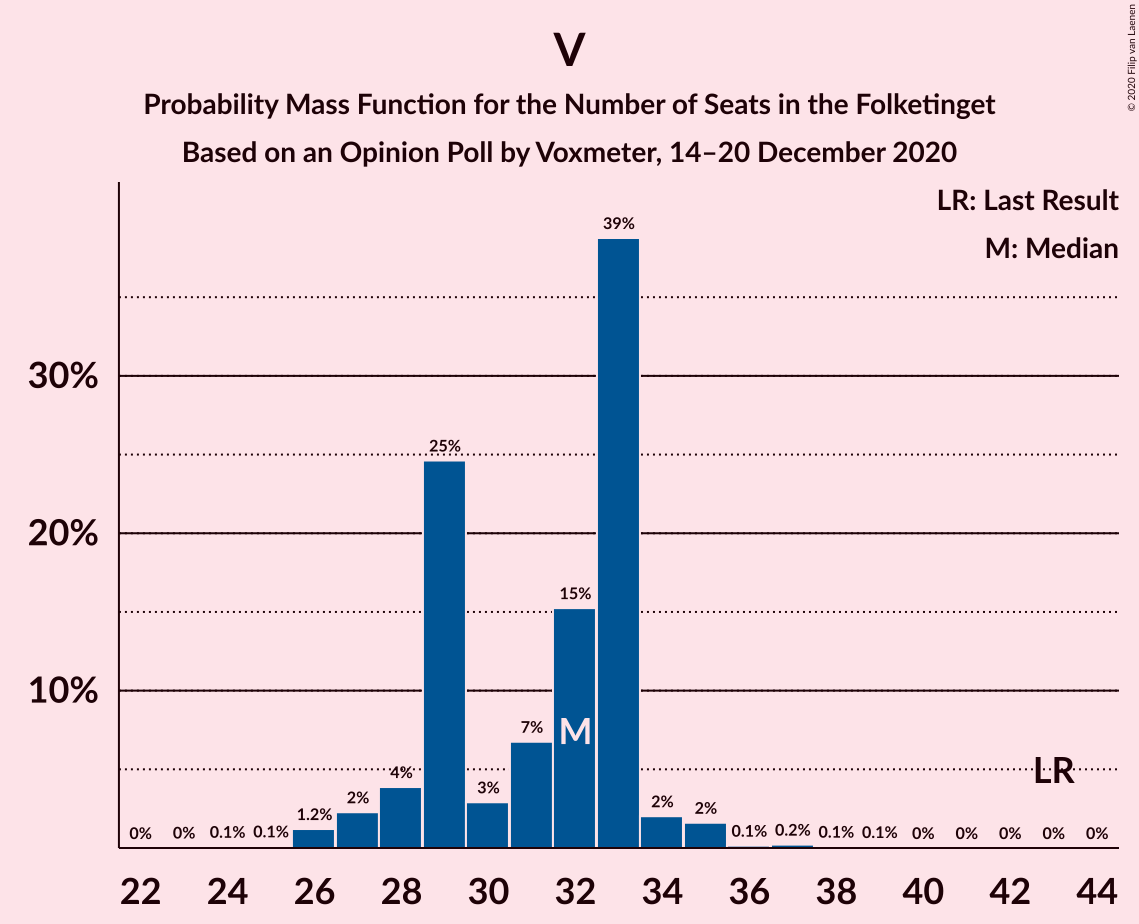 V
Probability Mass Function for the Number of Seats in the Folketinget
Based on an Opinion Poll by Voxmeter, 14–20 December 2020
© 2020 Filip van Laenen
LR: Last Result
M: Median
39%
30%
25%
20%
15%
10%
M
7%
LR
4%
3%
2%
2%
2%
1.2%
0%
0%
0.1%
0.1%
0.1%
0.2%
0.1%
0.1%
0%
0%
0%
0%
0%
22 24 26 28 30 32 34 36 38 40 42 44